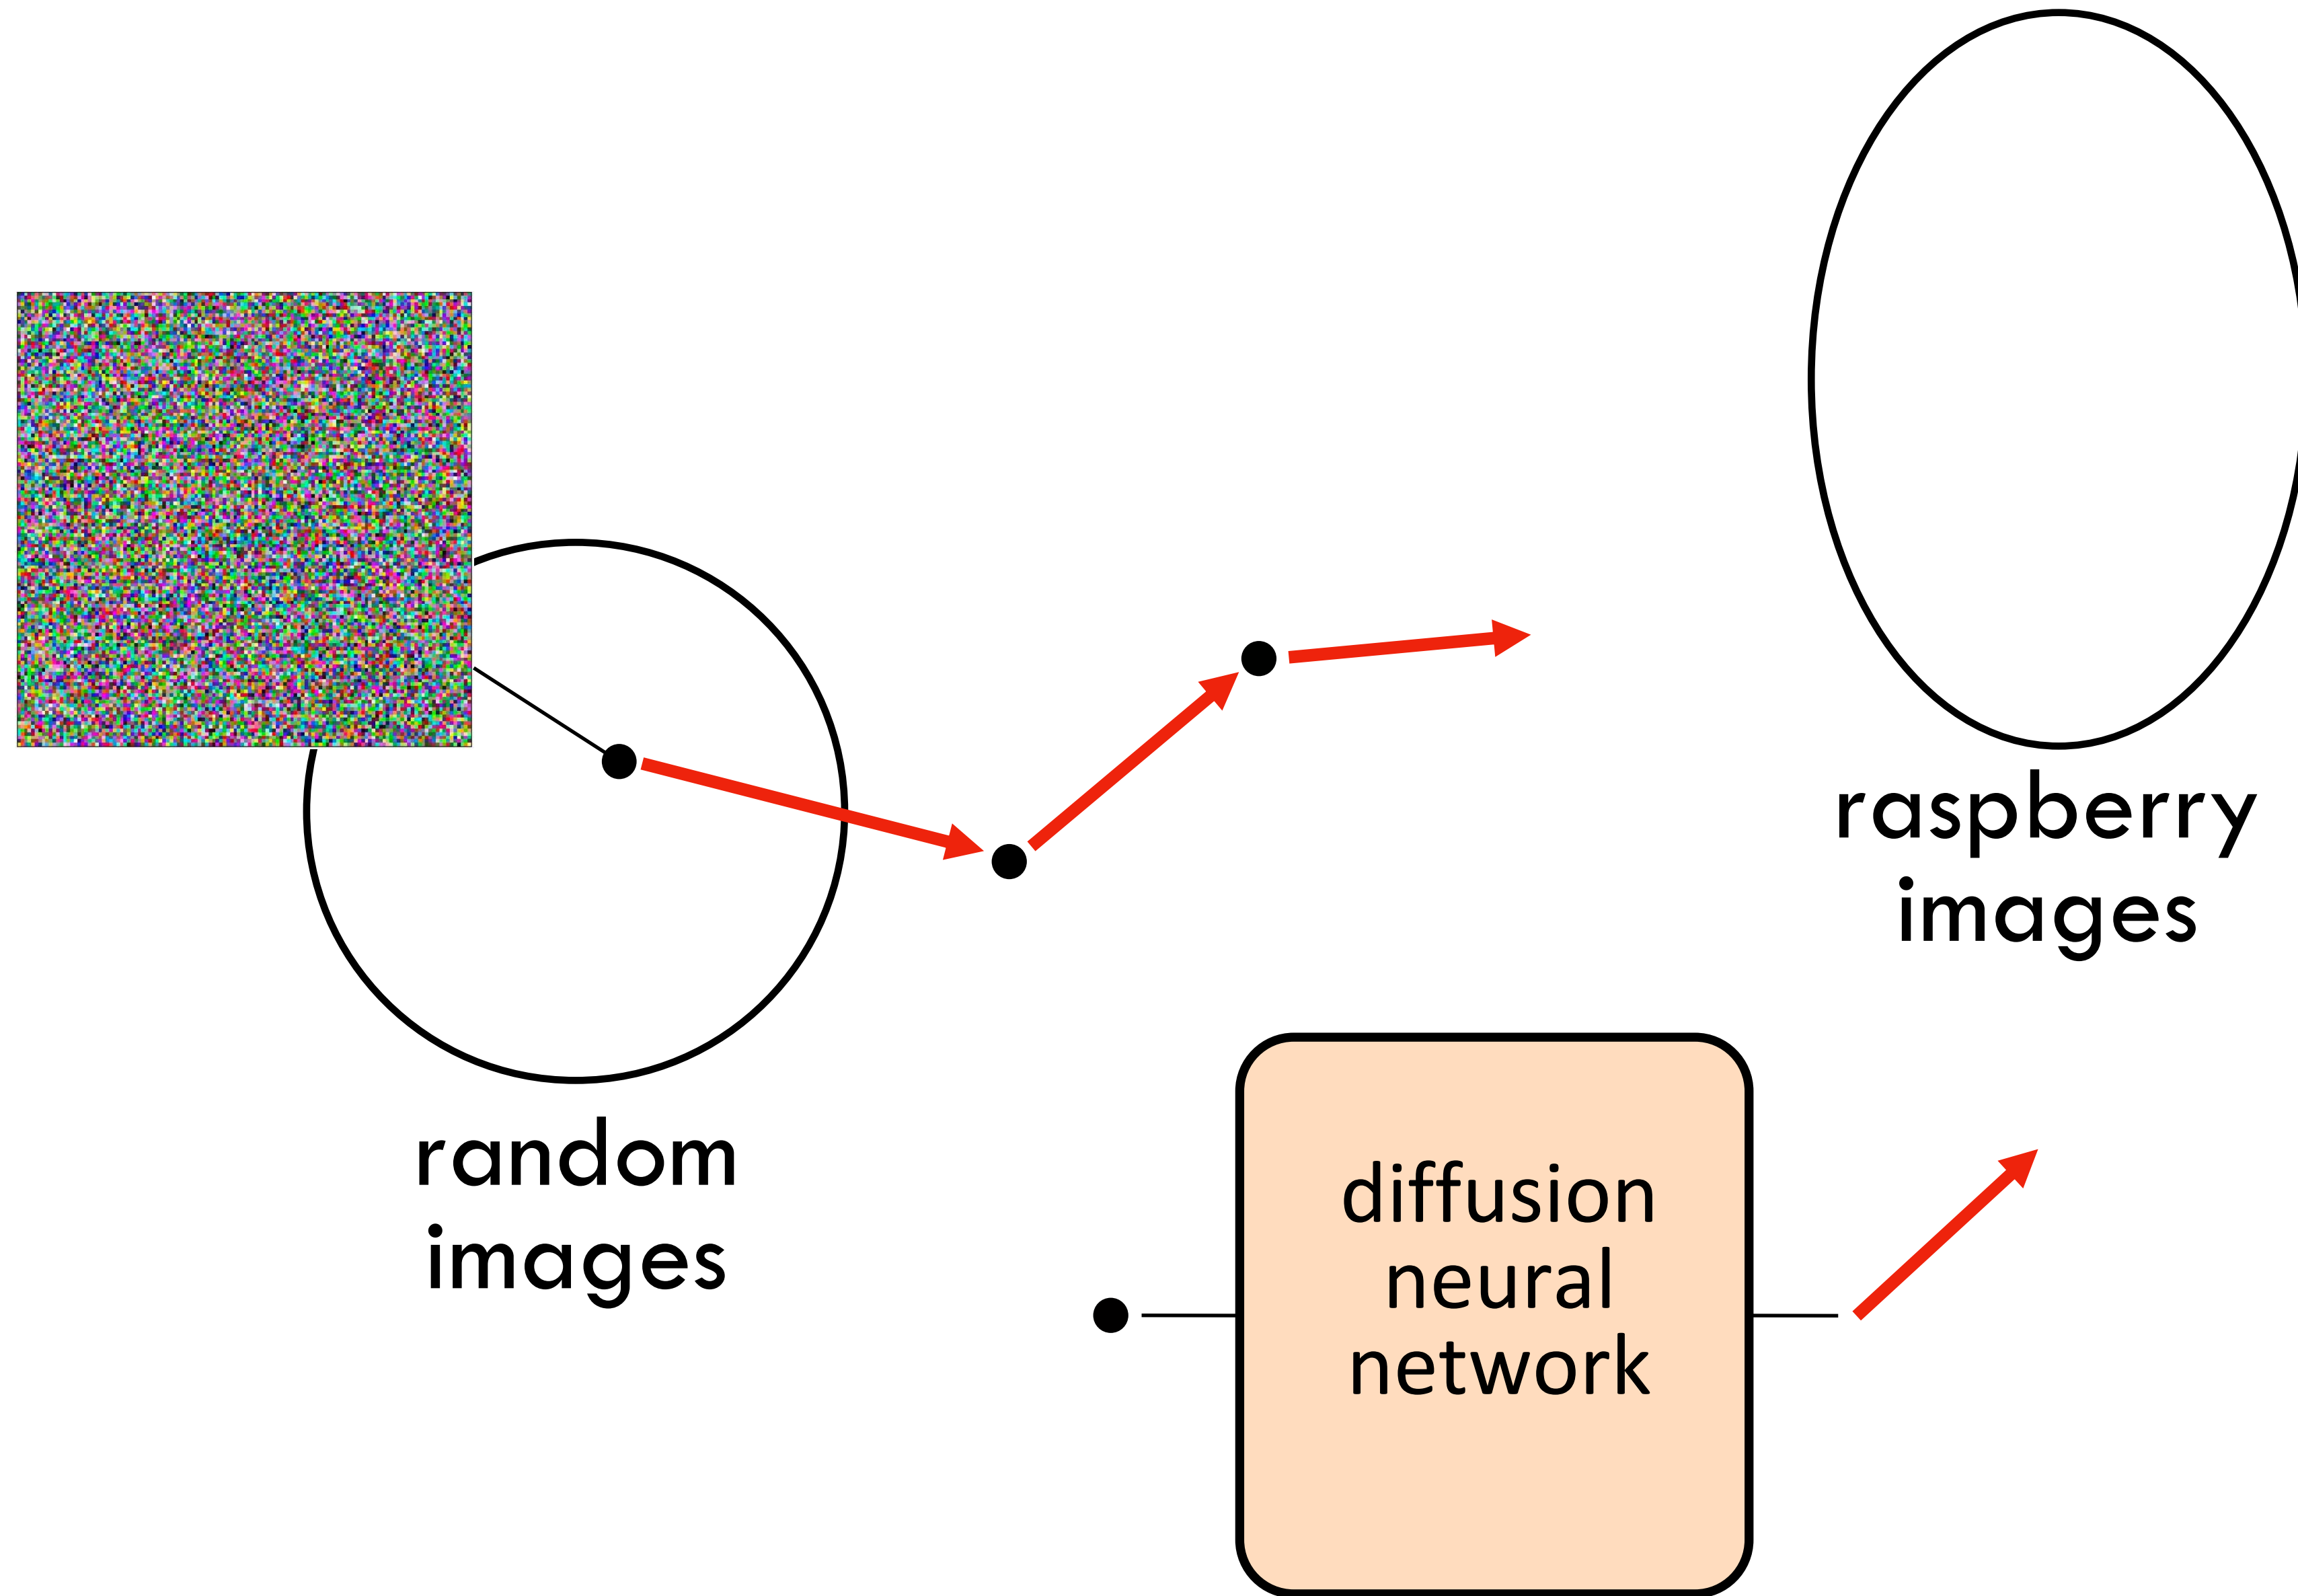 raspberry
images
random
images
diffusion
neural
network